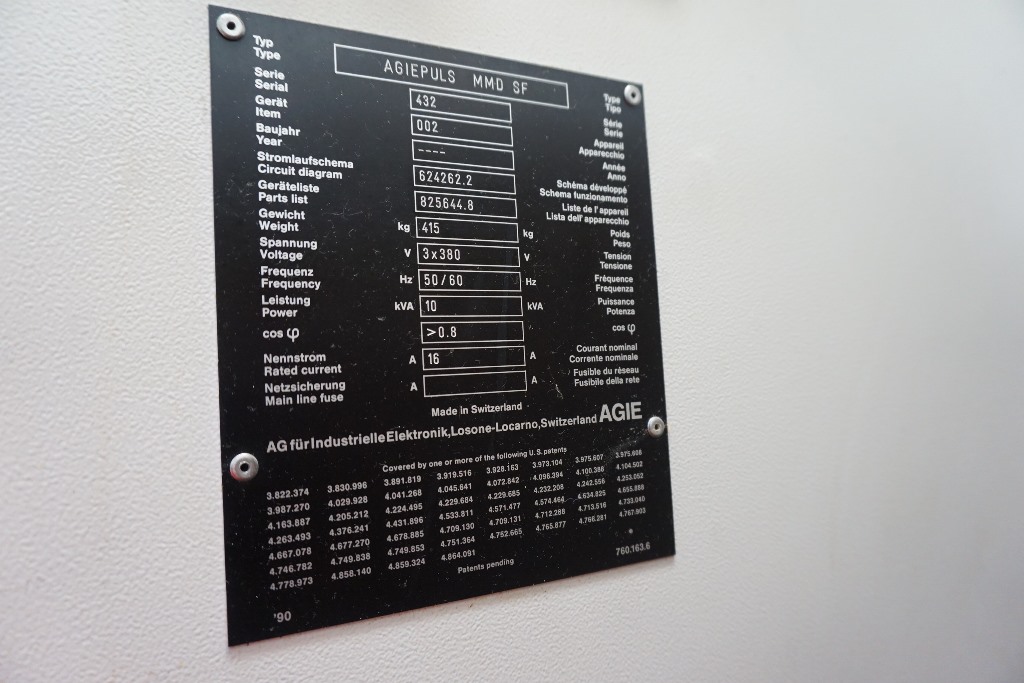 Typ
Type
AGIEPULS MMD SF
Type
Tipo
Serie
Serial
432
Série
Serie
Gerät
Item
002
Appareil
Apparecchio
Baujahr
Year
----
Année
Anno
Stromlaufschema
Circuit diagram
624262.2
Schéma développé
Schema funzionamento
Geräteliste
Parts list
825644.8
Liste de l'appareil
Lista dell'apparecchio
Gewicht
Weight
kg 415 kg
Poids
Peso
Spannung
Voltage
V 3x380 V
Tension
Tensione
Frequenz
Frequency
Hz 50/60 Hz
Fréquence
Frequenza
Leistung
Power
kVA 10 kVA
Puissance
Potenza
cos φ >0.8 cos φ
Nennstrom
Rated current
A 16 A
Courant nominal
Corrente nominale
Netzsicherung
Main line fuse
A A
Fusible du réseau
Fusibile della rete
Made in Switzerland
AG für Industrielle Elektronik, Losone-Locarno, Switzerland AGIE
Covered by one or more of the following U.S. patents
3.822.374 3.830.996 3.891.819 3.919.516 3.928.163 3.973.104 3.975.607 3.975.608
3.987.270 4.029.928 4.041.268 4.045.641 4.072.842 4.096.394 4.100.386 4.104.502
4.163.887 4.205.212 4.224.495 4.229.684 4.229.685 4.232.208 4.242.556 4.253.052
4.263.493 4.376.241 4.431.896 4.533.811 4.571.477 4.574.464 4.634.825 4.655.888
4.667.078 4.677.270 4.678.885 4.709.130 4.709.131 4.712.288 4.713.516 4.733.040
4.746.782 4.749.838 4.749.853 4.751.364 4.752.665 4.765.877 4.766.281 4.767.903
4.778.973 4.858.140 4.859.324 4.864.091
Patents pending
'90
760.163.6